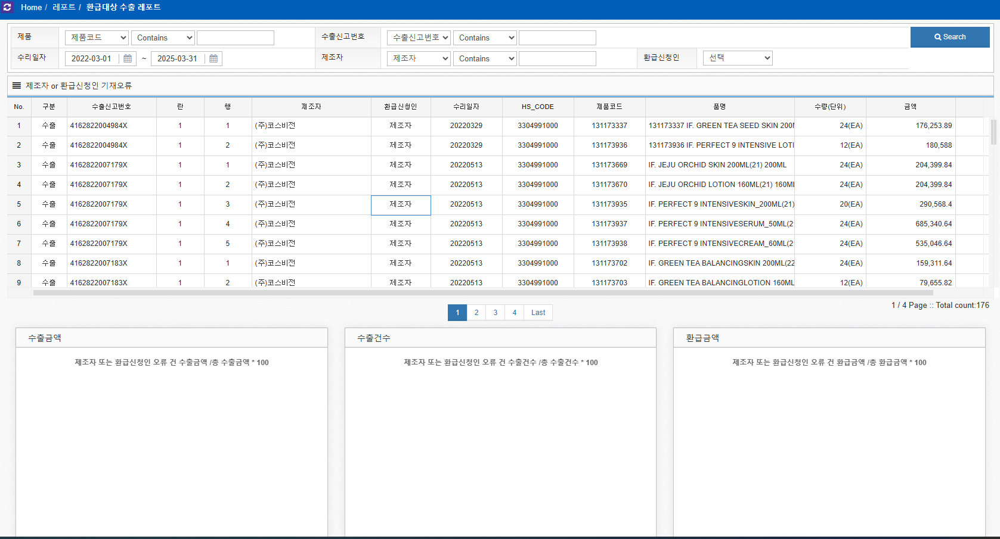 Home / 레포트 / 환급대상 수출 레포트
제품 제품코드 Contains 수출신고번호 수출신고번호 Contains Search
수리일자 2022-03-01 ~ 2025-03-31 제조자 제조자 Contains 환급신청인 선택
제조자 or 환급신청인 기재오류
No. 구분 수출신고번호 란 행 제조자 환급신청인 수리일자 HS_CODE 제품코드 품명 수량(단위) 금액
1 수출 4162822004984X 1 1 (주)코스비전 제조자 20220329 3304991000 131173337 131173337 IF. GREEN TEA SEED SKIN 200M 24(EA) 176,253.89
2 수출 4162822004984X 1 2 (주)코스비전 제조자 20220329 3304991000 131173936 131173936 IF. PERFECT 9 INTENSIVE LOTI 12(EA) 180,588
3 수출 4162822007179X 1 1 (주)코스비전 제조자 20220513 3304991000 131173669 IF. JEJU ORCHID SKIN 200ML(21) 200ML 24(EA) 204,399.84
4 수출 4162822007179X 1 2 (주)코스비전 제조자 20220513 3304991000 131173670 IF. JEJU ORCHID LOTION 160ML(21) 160ML 24(EA) 204,399.84
5 수출 4162822007179X 1 3 (주)코스비전 제조자 20220513 3304991000 131173935 IF. PERFECT 9 INTENSIVESKIN_200ML(21) 20(EA) 290,568.4
6 수출 4162822007179X 1 4 (주)코스비전 제조자 20220513 3304991000 131173937 IF. PERFECT 9 INTENSIVESERUM_50ML(2 24(EA) 685,340.64
7 수출 4162822007179X 1 5 (주)코스비전 제조자 20220513 3304991000 131173938 IF. PERFECT 9 INTENSIVECREAM_60ML(2 24(EA) 535,046.64
8 수출 4162822007183X 1 1 (주)코스비전 제조자 20220513 3304991000 131173702 IF. GREEN TEA BALANCINGSKIN 200ML(22 24(EA) 159,311.64
9 수출 4162822007183X 1 2 (주)코스비전 제조자 20220513 3304991000 131173703 IF. GREEN TEA BALANCINGLOTION 160ML 12(EA) 79,655.82
1 / 4 Page :: Total count:176
1 2 3 4 Last
수출금액 수출건수 환급금액
제조자 또는 환급신청인 오류 건 수출금액 /총 수출금액 * 100
제조자 또는 환급신청인 오류 건 수출건수 /총 수출건수 * 100
제조자 또는 환급신청인 오류 건 환급금액 /총 환급금액 * 100